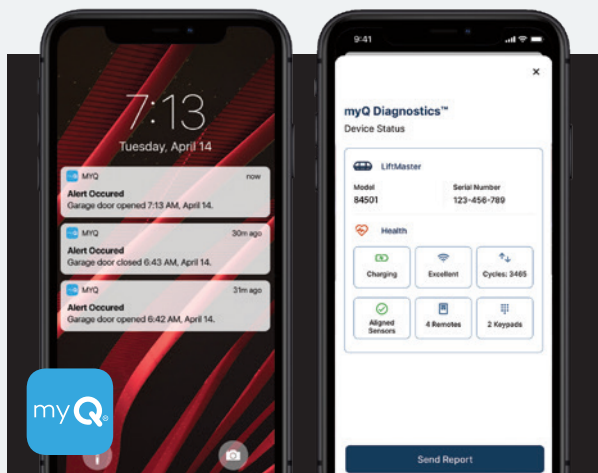 7:13
Tuesday, April 14
MYQ now
Alert Occured
Garage door opened 7:13 AM, April 14.
MYQ 30m ago
Alert Occured
Garage door closed 6:43 AM, April 14.
MYQ 31m ago
Alert Occured
Garage door opened 6:42 AM, April 14.
myQ®
9:41
myQ Diagnostics™
Device Status
LiftMaster
Model Serial Number
84501 123-456-789
Health
Charging Excellent Cycles: 3465
Aligned Sensors 4 Remotes 2 Keypads
Send Report